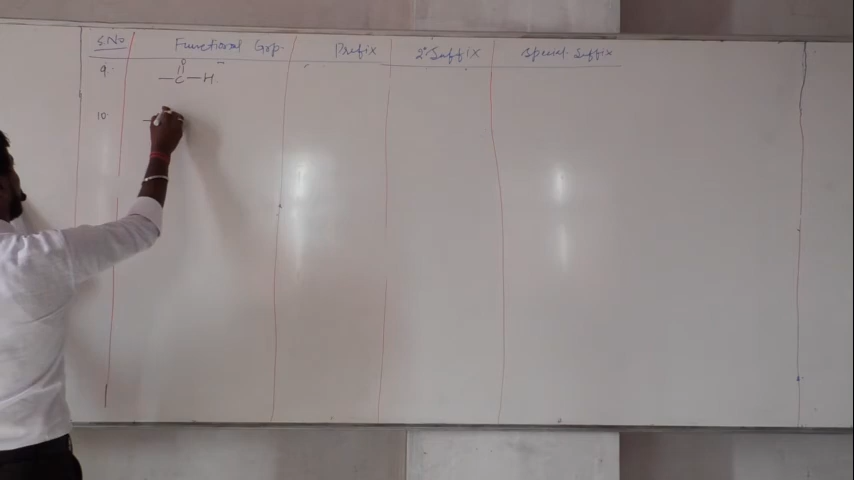 S.No Functional Grp. Prefix 2° Suffix Special Suffix
9. O
—C—H.
10. —